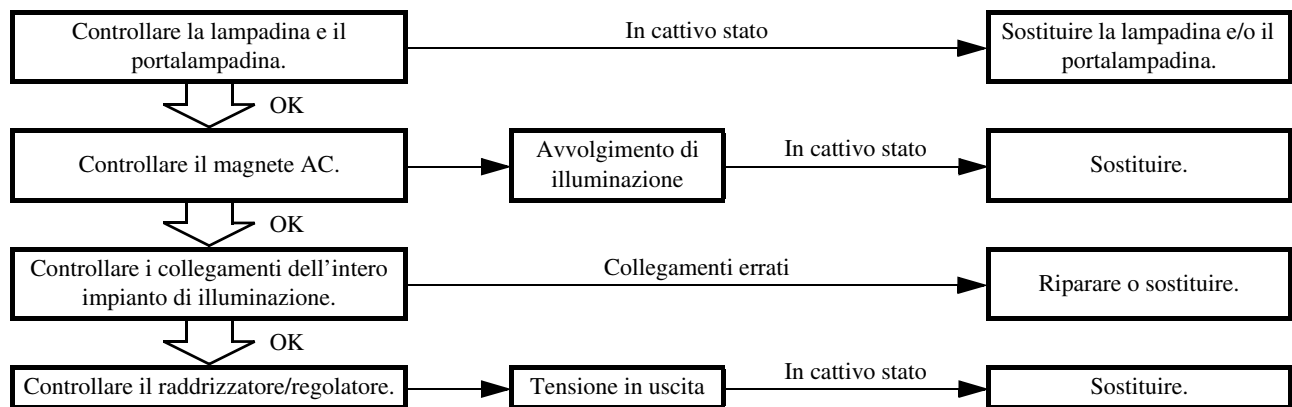 Controllare la lampadina e il
portalampadina.
In cattivo stato
Sostituire la lampadina e/o il
portalampadina.
OK
Controllare il magnete AC.
Avvolgimento di
illuminazione
In cattivo stato
Sostituire.
OK
Controllare i collegamenti dell'intero
impianto di illuminazione.
Collegamenti errati
Riparare o sostituire.
OK
Controllare il raddrizzatore/regolatore.
Tensione in uscita
In cattivo stato
Sostituire.